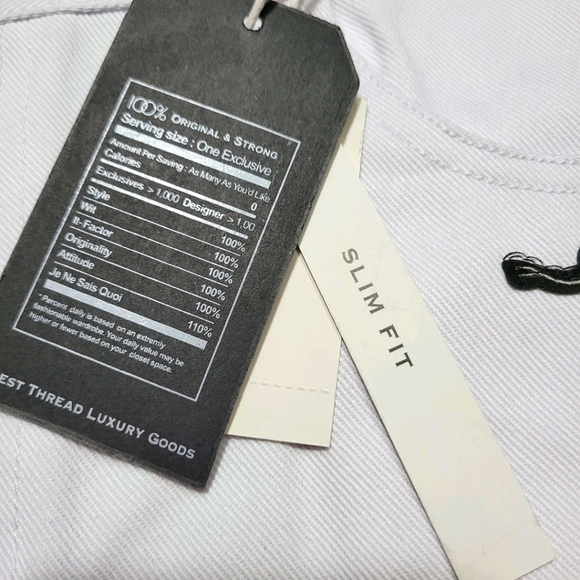 100% ORIGINAL & STRONG
Serving size : One Exclusive
Amount Per Saving : As Many As You'd Like
Calories 0
Exclusives > 1,000 Designer > 1,00
Style 100%
Wit 100%
It-Factor 100%
Originality 100%
Attitude 100%
Je Ne Sais Quoi 110%
*Percent daily is based on an extremly
fashionable wardrobe. Your daily value may be
higher or fewer based on your closet space.
EST THREAD LUXURY GOODS
SLIM FIT